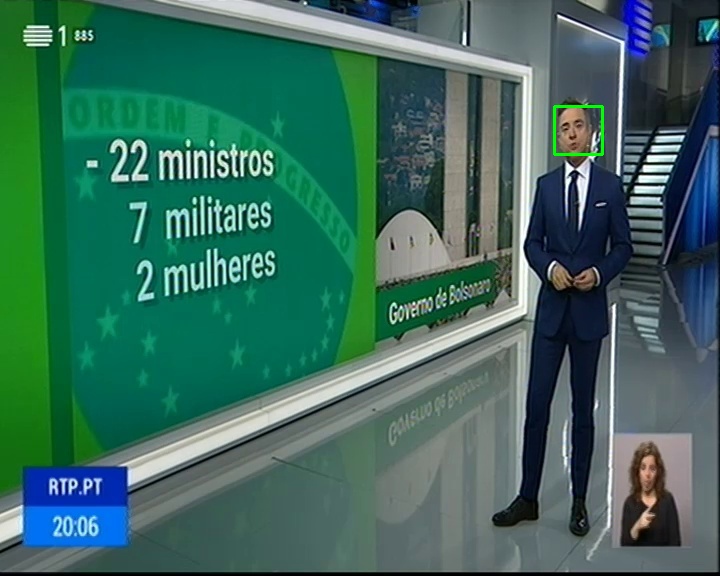 1 885
ORDEM E PROGRESSO
- 22 ministros
7 militares
2 mulheres
Governo de Bolsonaro
RTP.PT
20:06